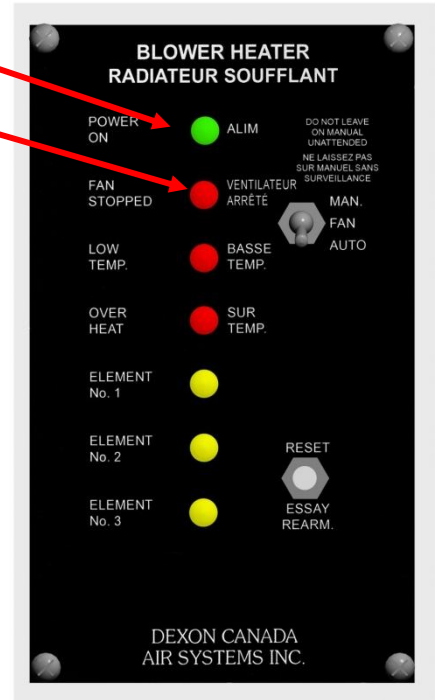 BLOWER HEATER
RADIATEUR SOUFFLANT
POWER
ON
ALIM
DO NOT LEAVE
ON MANUAL
UNATTENDED
NE LAISSEZ PAS
SUR MANUEL SANS
SURVEILLANCE
FAN
STOPPED
VENTILATEUR
ARRÊTÉ
MAN.
FAN
AUTO
LOW
TEMP.
BASSE
TEMP.
OVER
HEAT
SUR
TEMP.
ELEMENT
No. 1
ELEMENT
No. 2
RESET
ESSAY
REARM.
ELEMENT
No. 3
DEXON CANADA
AIR SYSTEMS INC.